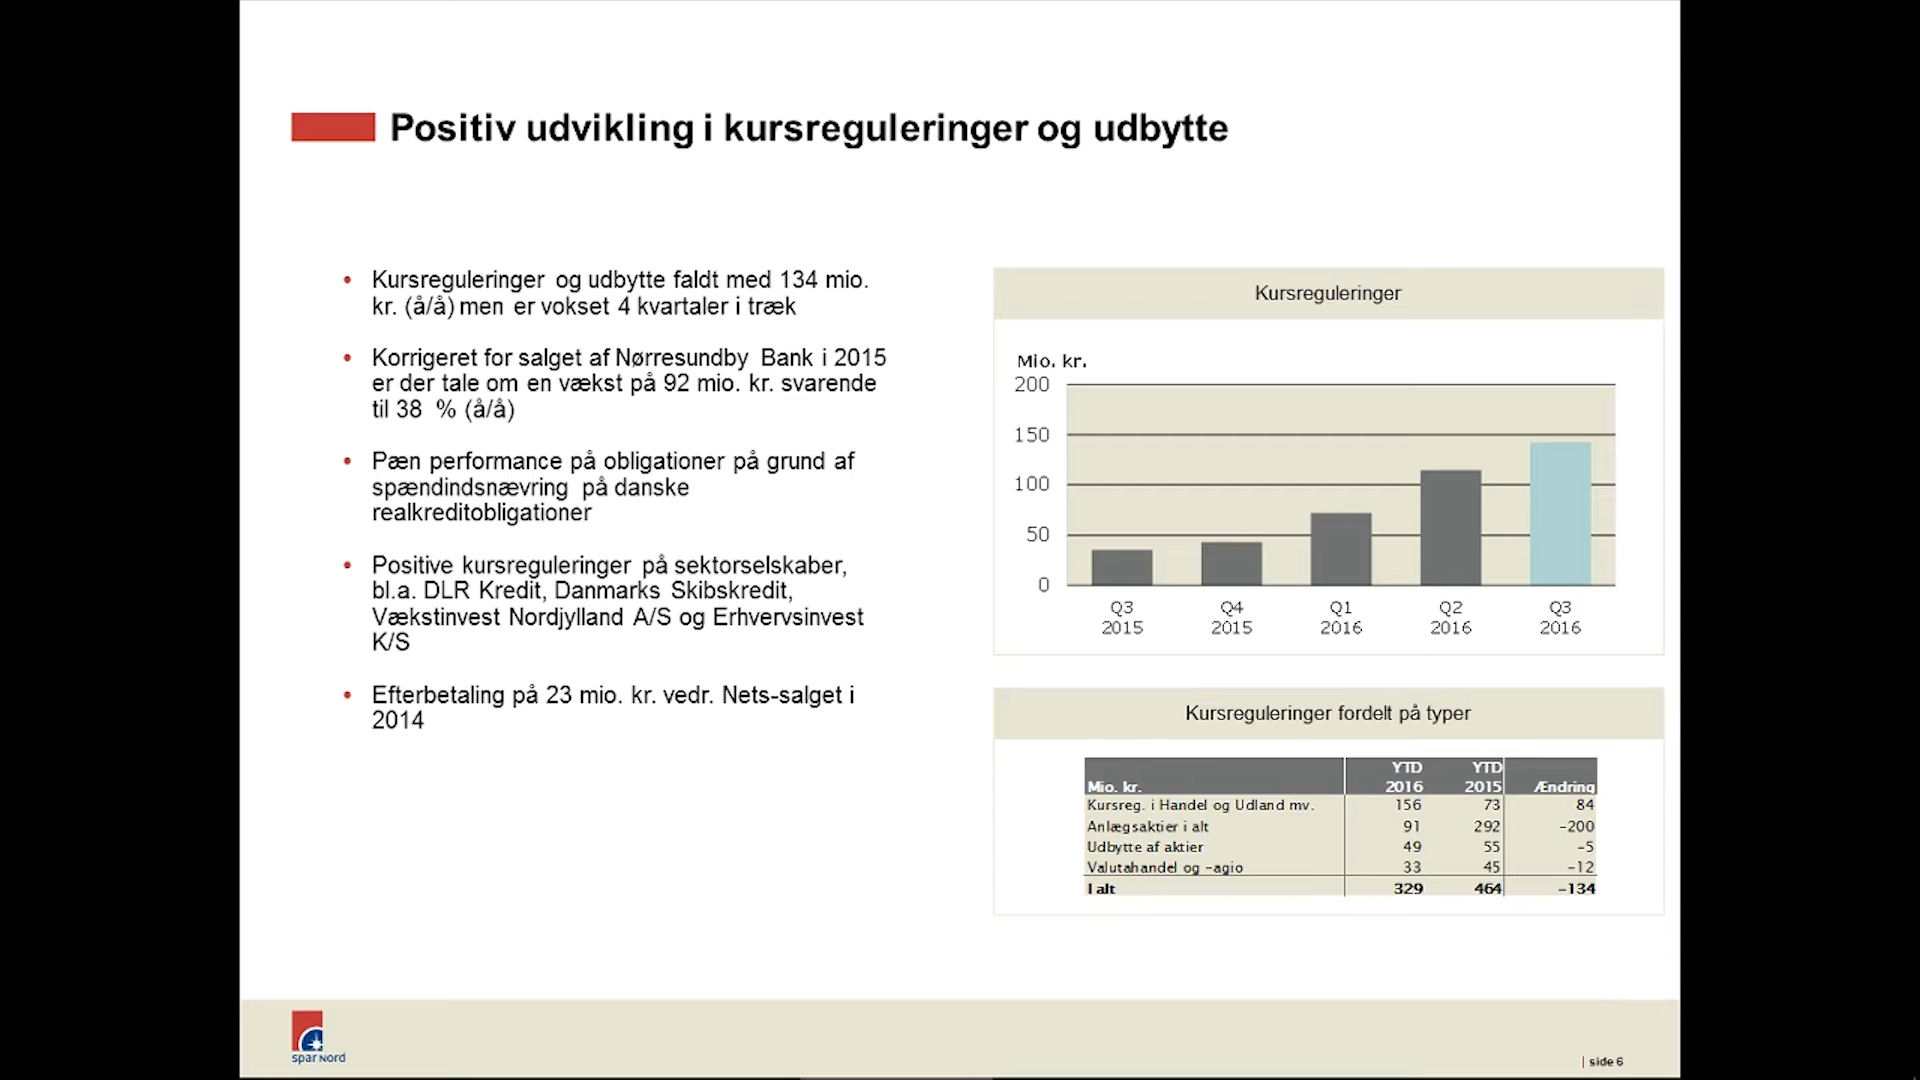 Positiv udvikling i kursreguleringer og udbytte
• Kursreguleringer og udbytte faldt med 134 mio.
kr. (å/å) men er vokset 4 kvartaler i træk
• Korrigeret for salget af Nørresundby Bank i 2015
er der tale om en vækst på 92 mio. kr. svarende
til 38 % (å/å)
• Pæn performance på obligationer på grund af
spændindsnævring på danske
realkreditobligationer
• Positive kursreguleringer på sektorselskaber,
bl.a. DLR Kredit, Danmarks Skibskredit,
Vækstinvest Nordjylland A/S og Erhvervsinvest
K/S
• Efterbetaling på 23 mio. kr. vedr. Nets-salget i
2014
Kursreguleringer
Mio. kr.
200
150
100
50
0
Q3 Q4 Q1 Q2 Q3
2015 2015 2016 2016 2016
Kursreguleringer fordelt på typer
YTD YTD
Mio. kr. 2016 2015 Ændring
Kursreg. i Handel og Udland mv. 156 73 84
Anlægsaktier i alt 91 292 -200
Udbytte af aktier 49 55 -5
Valutahandel og -agio 33 45 -12
I alt 329 464 -134
spar nord
| side 6